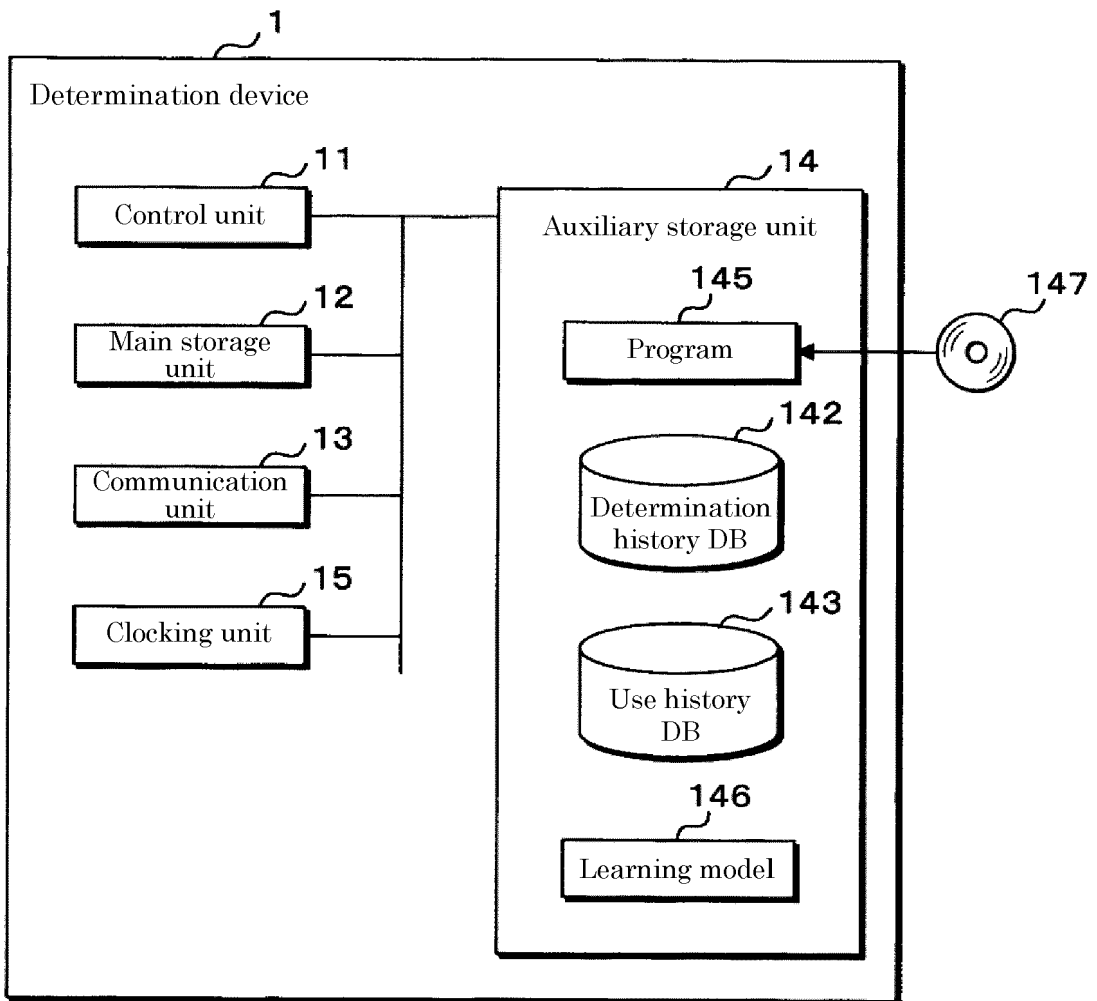 1
Determination device
11
Control unit
12
Main storage
unit
13
Communication
unit
15
Clocking unit
14
Auxiliary storage unit
145
Program
147
142
Determination
history DB
143
Use history
DB
146
Learning model